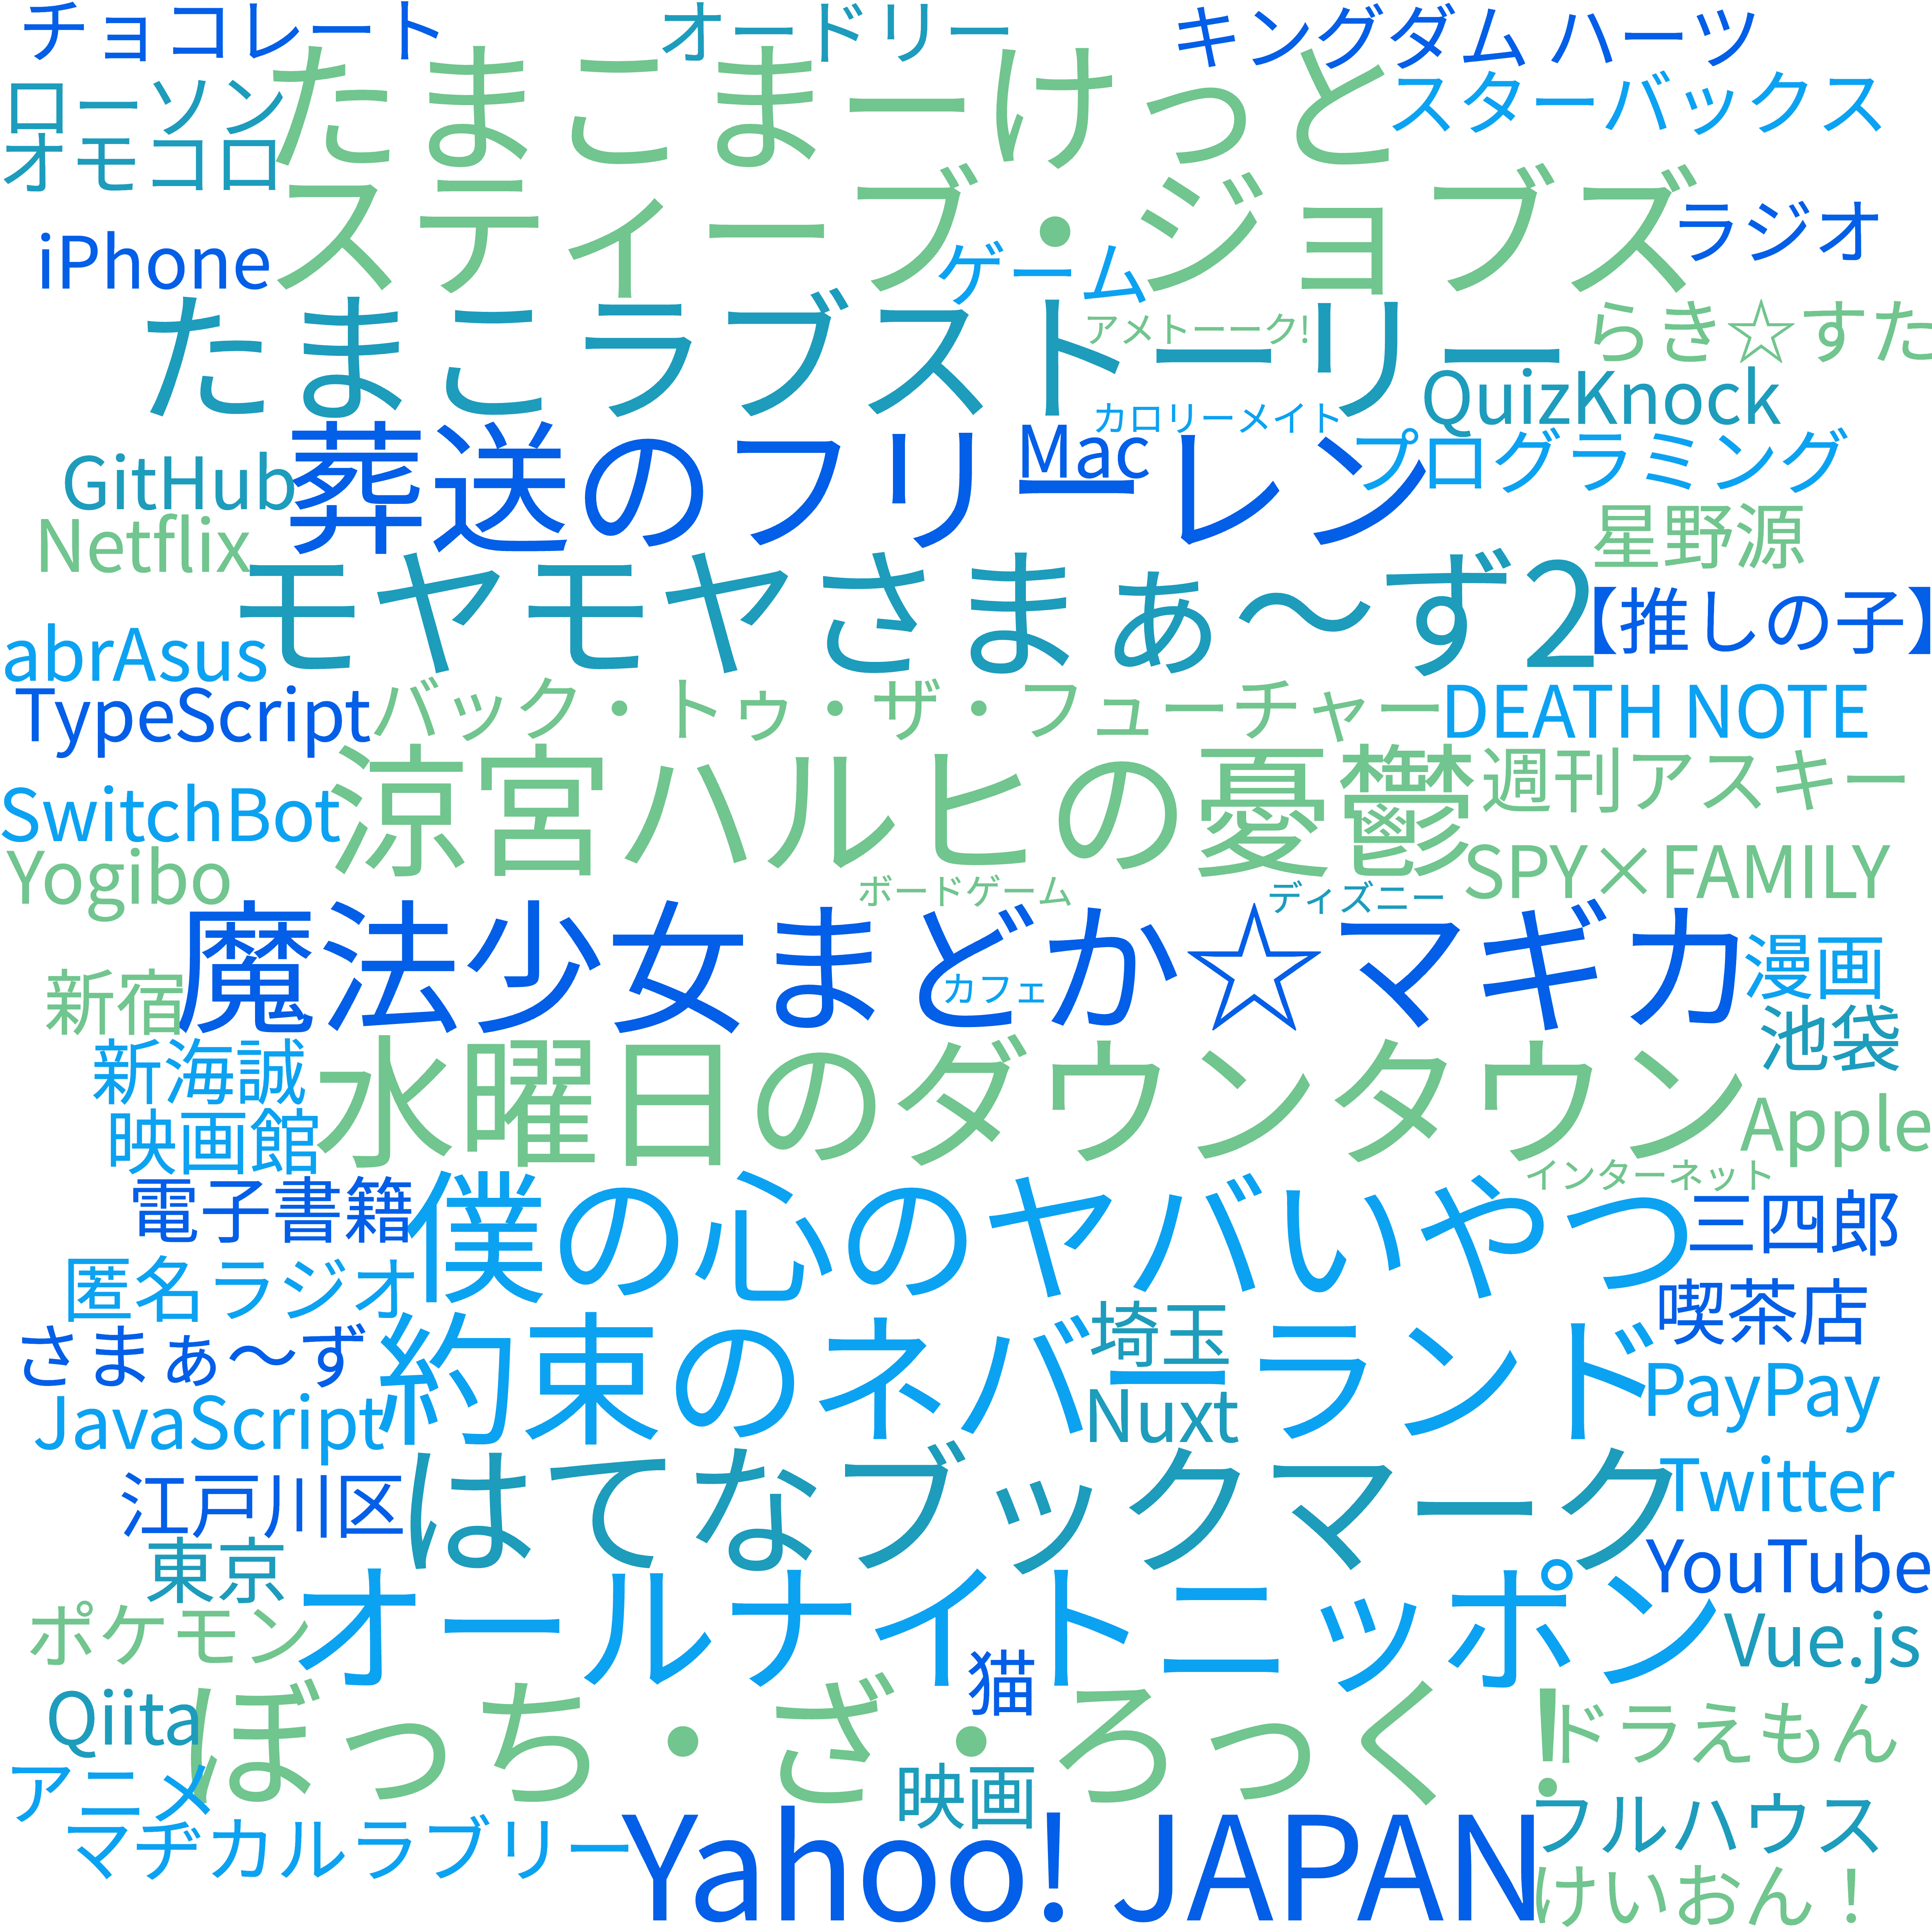 チョコレート
オードリー
キングダム ハーツ
ローソン
たまこまーけっと
スターバックス
オモコロ
スティーブ・ジョブズ
ラジオ
iPhone
ゲーム
たまこラブストーリー
アメトーーク!
らき☆すた
QuizKnock
カロリーメイト
GitHub
葬送のフリーレン
Mac
プログラミング
Netflix
星野源
モヤモヤさまぁ〜ず2
【推しの子】
abrAsus
TypeScript
バック・トゥ・ザ・フューチャー
DEATH NOTE
涼宮ハルヒの憂鬱
週刊アスキー
SwitchBot
Yogibo
SPY×FAMILY
ボードゲーム
ディズニー
魔法少女まどか☆マギカ
漫画
カフェ
新宿
池袋
新海誠
水曜日のダウンタウン
Apple
映画館
インターネット
電子書籍
僕の心のヤバいやつ
三四郎
匿名ラジオ
喫茶店
埼玉
さまぁ〜ず
約束のネバーランド
PayPay
JavaScript
Nuxt
はてなブックマーク
Twitter
江戸川区
東京
YouTube
オールナイトニッポン
ポケモン
Vue.js
猫
Qiita
ぼっち・ざ・ろっく!
ドラえもん
アニメ
映画
マヂカルラブリー
Yahoo! JAPAN
フルハウス
けいおん!